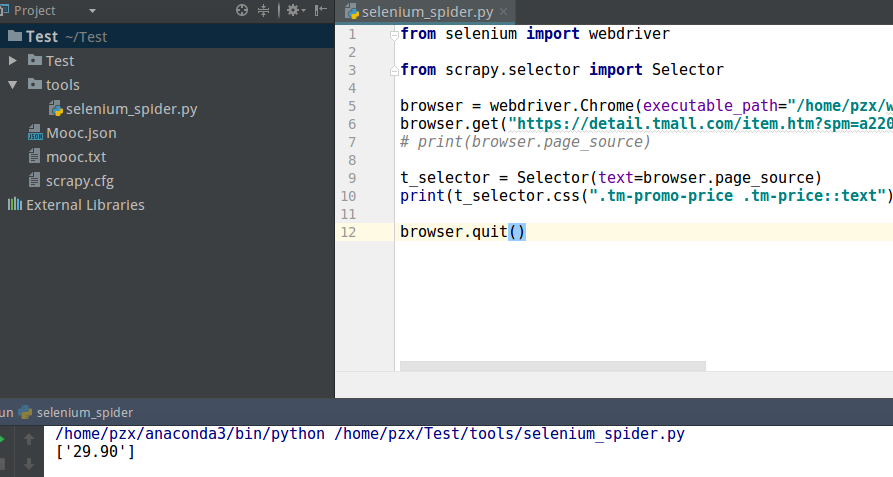 Project
selenium_spider.py
Test ~/Test
Test
tools
selenium_spider.py
Mooc.json
mooc.txt
scrapy.cfg
External Libraries
1 from selenium import webdriver
2
3 from scrapy.selector import Selector
4
5 browser = webdriver.Chrome(executable_path="/home/pzx/w
6 browser.get("https://detail.tmall.com/item.htm?spm=a220
7 # print(browser.page_source)
8
9 t_selector = Selector(text=browser.page_source)
10 print(t_selector.css(".tm-promo-price .tm-price::text")
11
12 browser.quit()
un selenium_spider
/home/pzx/anaconda3/bin/python /home/pzx/Test/tools/selenium_spider.py
['29.90']